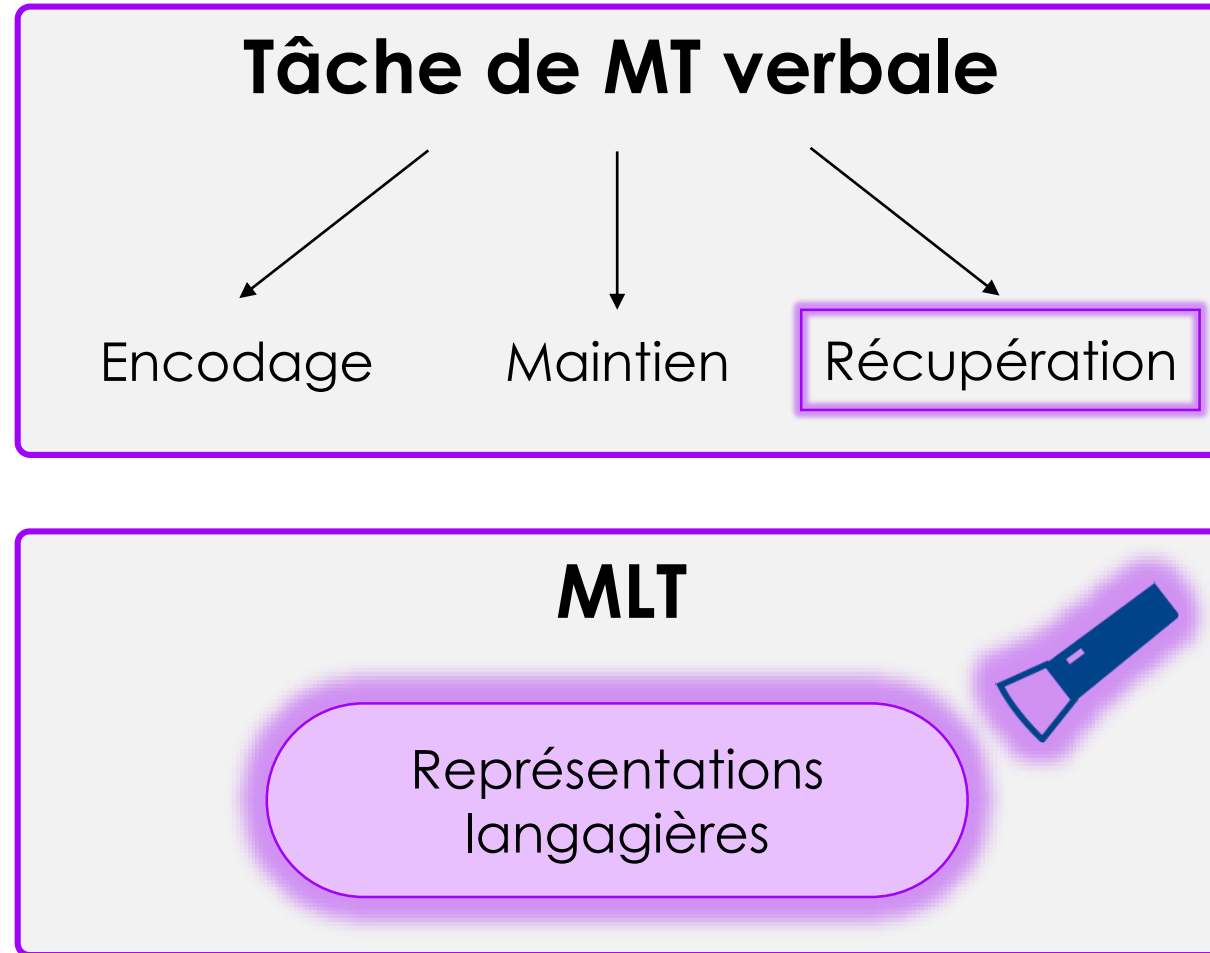 Tâche de MT verbale
Encodage
Maintien
Récupération
MLT
Représentations
langagières